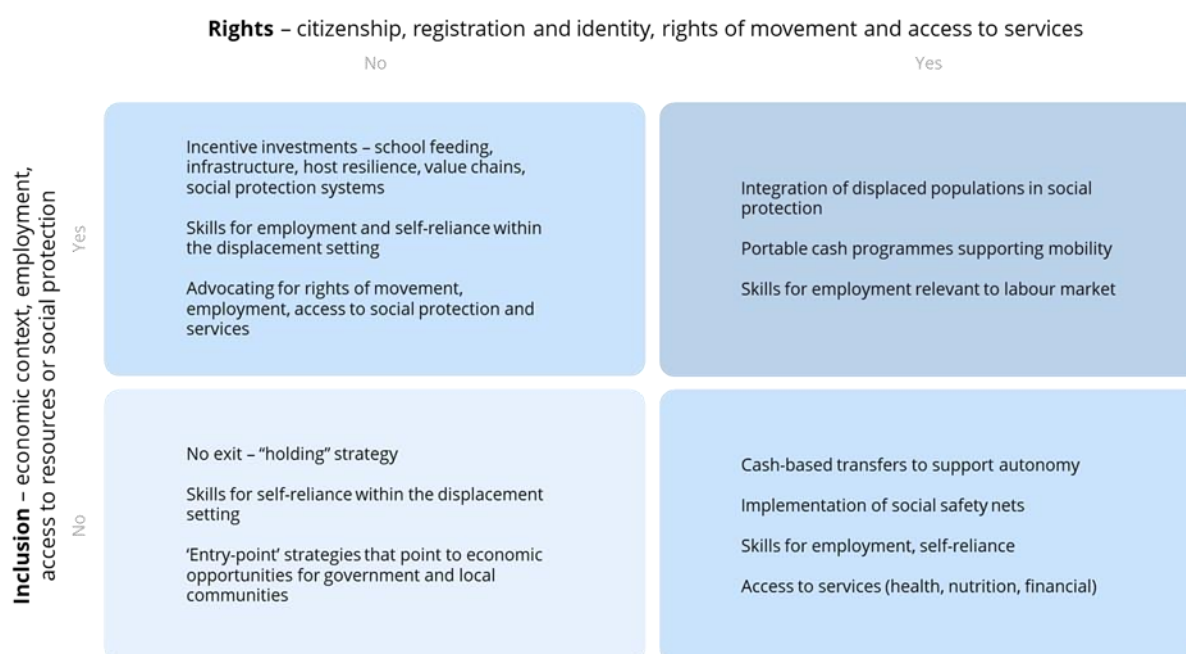 Rights – citizenship, registration and identity, rights of movement and access to services
No
Yes
Inclusion – economic context, employment,
access to resources or social protection
Yes
Incentive investments – school feeding,
infrastructure, host resilience, value chains,
social protection systems
Skills for employment and self-reliance within
the displacement setting
Advocating for rights of movement,
employment, access to social protection and
services
Integration of displaced populations in social
protection
Portable cash programmes supporting mobility
Skills for employment relevant to labour market
No
No exit – “holding” strategy
Skills for self-reliance within the displacement
setting
‘Entry-point’ strategies that point to economic
opportunities for government and local
communities
Cash-based transfers to support autonomy
Implementation of social safety nets
Skills for employment, self-reliance
Access to services (health, nutrition, financial)